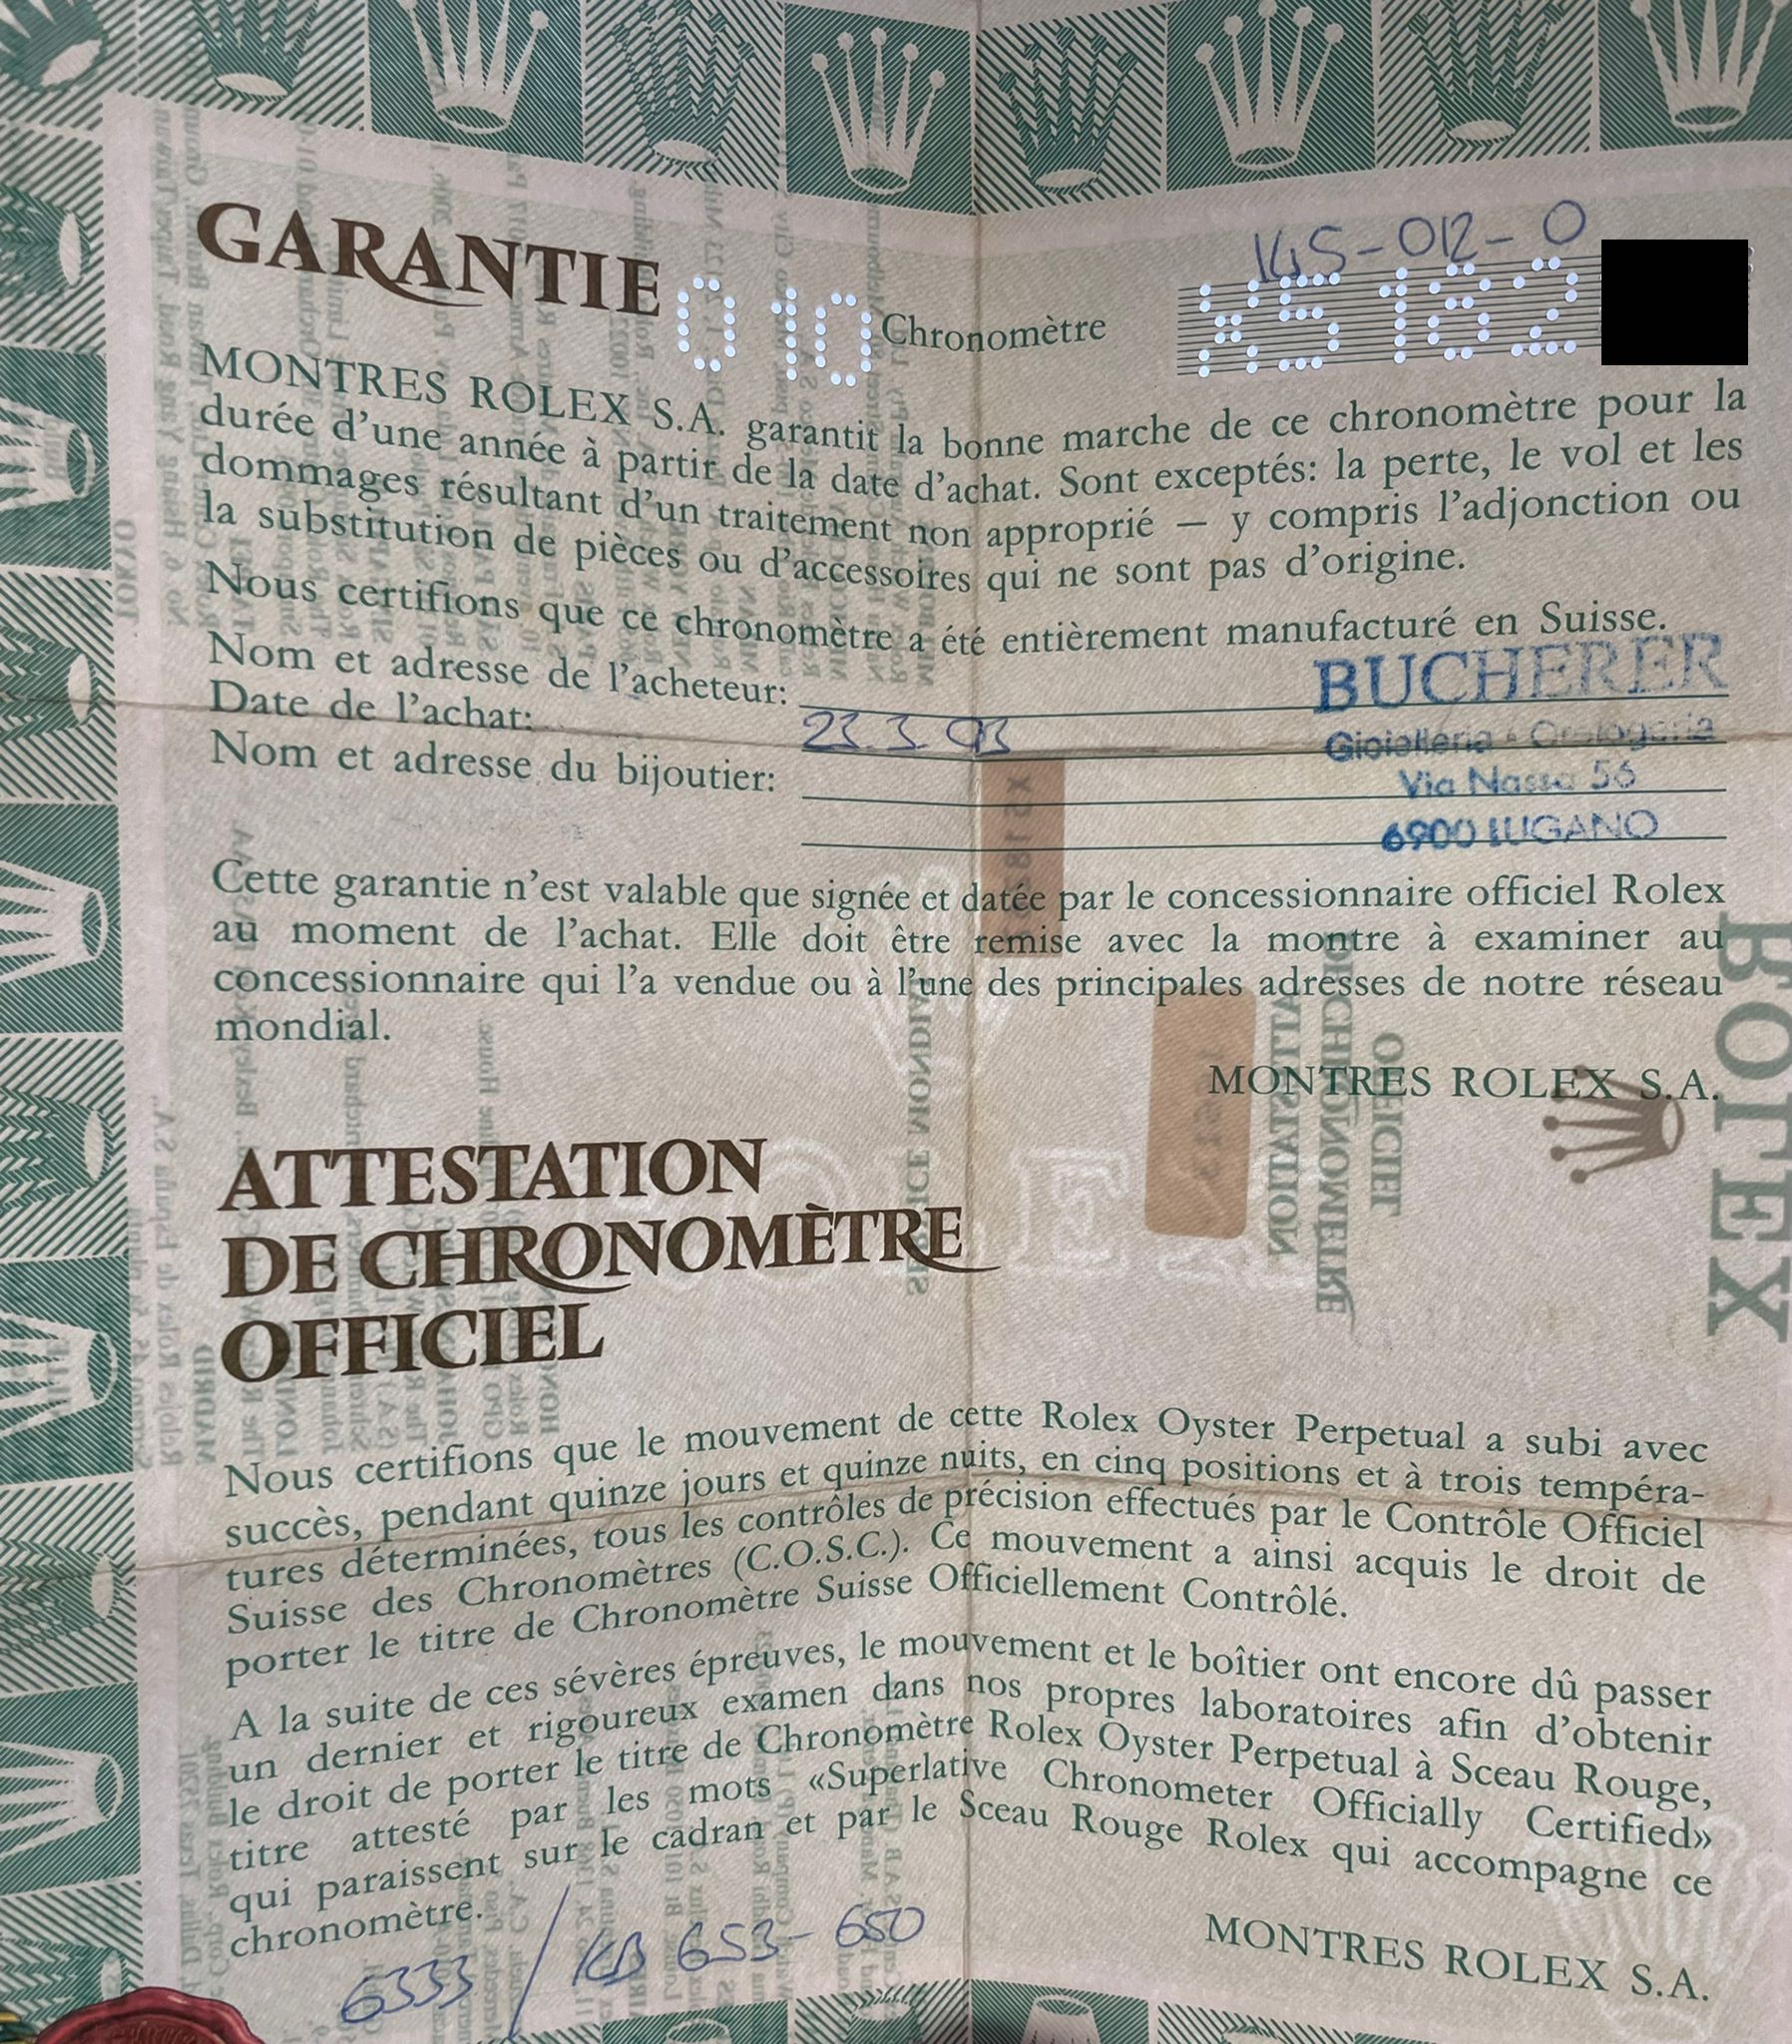 145-012-0
GARANTIE 010 Chronomètre X5182
MONTRES ROLEX S.A. garantit la bonne marche de ce chronomètre pour la
durée d'une année à partir de la date d'achat. Sont exceptés: la perte, le vol et les
dommages résultant d'un traitement non approprié — y compris l'adjonction ou
la substitution de pièces ou d'accessoires qui ne sont pas d'origine.
Nous certifions que ce chronomètre a été entièrement manufacturé en Suisse.
Nom et adresse de l'acheteur:
Date de l'achat: 23.3.93
Nom et adresse du bijoutier:
BUCHERER
Gioielleria - Orologeria
Via Nassa 56
6900 LUGANO
Cette garantie n'est valable que signée et datée par le concessionnaire officiel Rolex
au moment de l'achat. Elle doit être remise avec la montre à examiner au
concessionnaire qui l'a vendue ou à l'une des principales adresses de notre réseau
mondial.
MONTRES ROLEX S.A.
ROLEX
ATTESTATION
DE CHRONOMÈTRE
OFFICIEL
Nous certifions que le mouvement de cette Rolex Oyster Perpetual a subi avec
succès, pendant quinze jours et quinze nuits, en cinq positions et à trois tempéra-
tures déterminées, tous les contrôles de précision effectués par le Contrôle Officiel
Suisse des Chronomètres (C.O.S.C.). Ce mouvement a ainsi acquis le droit de
porter le titre de Chronomètre Suisse Officiellement Contrôlé.
A la suite de ces sévères épreuves, le mouvement et le boîtier ont encore dû passer
un dernier et rigoureux examen dans nos propres laboratoires afin d'obtenir
le droit de porter le titre de Chronomètre Rolex Oyster Perpetual à Sceau Rouge,
titre attesté par les mots «Superlative Chronometer Officially Certified»
qui paraissent sur le cadran et par le Sceau Rouge Rolex qui accompagne ce
chronomètre.
MONTRES ROLEX S.A.
6333 / KB 653-650